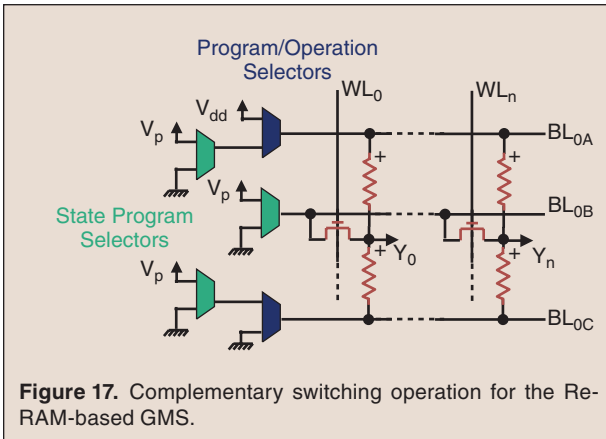 Program/Operation
Selectors
WL0
WLn
Vdd
Vp
BL0A
+
+
Vp
BL0B
State Program
Selectors
+
Y0
+
Yn
Vp
BL0C
Figure 17. Complementary switching operation for the Re-
RAM-based GMS.